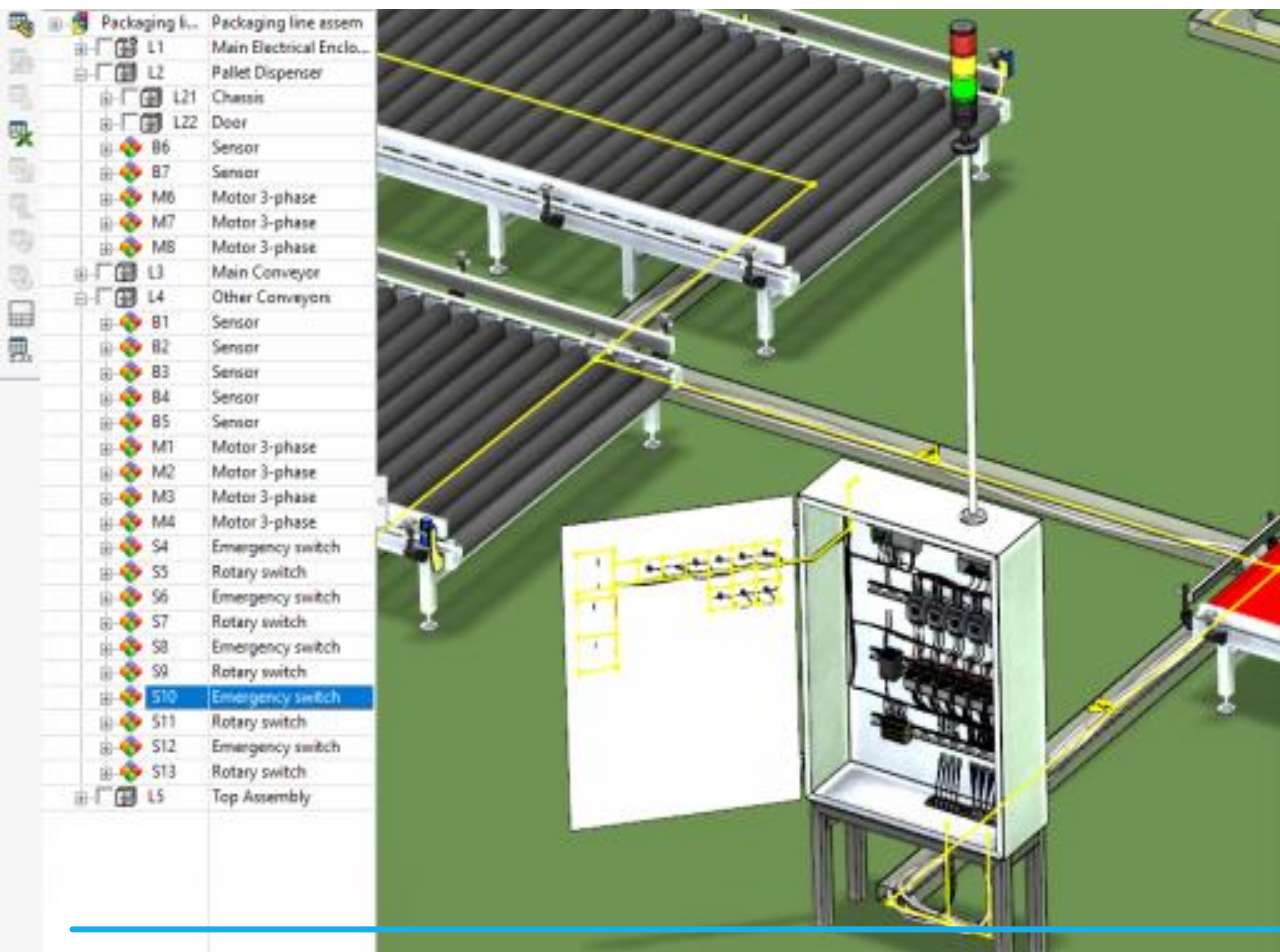 Packaging li... Packaging line assem
L1 Main Electrical Enclo...
L2 Pallet Dispenser
L21 Chassis
L22 Door
B6 Sensor
B7 Sensor
M6 Motor 3-phase
M7 Motor 3-phase
M8 Motor 3-phase
L3 Main Conveyor
L4 Other Conveyors
B1 Sensor
B2 Sensor
B3 Sensor
B4 Sensor
B5 Sensor
M1 Motor 3-phase
M2 Motor 3-phase
M3 Motor 3-phase
M4 Motor 3-phase
S4 Emergency switch
S5 Rotary switch
S6 Emergency switch
S7 Rotary switch
S8 Emergency switch
S9 Rotary switch
S10 Emergency switch
S11 Rotary switch
S12 Emergency switch
S13 Rotary switch
L5 Top Assembly